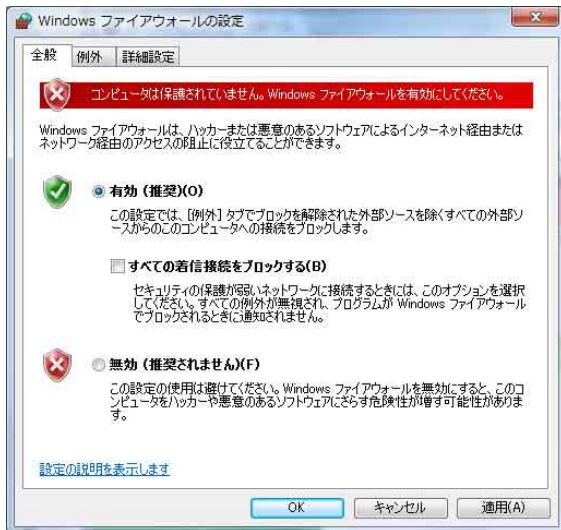 Windows ファイアウォールの設定
全般 例外 詳細設定
コンピュータは保護されていません。Windows ファイアウォールを有効にしてください。
Windows ファイアウォールは、ハッカーまたは悪意のあるソフトウェアによるインターネット経由または
ネットワーク経由のアクセスの阻止に役立てることができます。
有効 (推奨)(O)
この設定では、[例外] タブでブロックを解除された外部ソースを除くすべての外部ソ
ースからのこのコンピュータへの接続をブロックします。
すべての着信接続をブロックする(B)
セキュリティの保護が弱いネットワークに接続するときには、このオプションを選択
してください。すべての例外が無視され、プログラムが Windows ファイアウォール
でブロックされるときに通知されません。
無効 (推奨されません)(F)
この設定の使用は避けてください。Windows ファイアウォールを無効にすると、このコ
ンピュータをハッカーや悪意のあるソフトウェアにさらす危険性が増す可能性がありま
す。
設定の説明を表示します
OK キャンセル 適用(A)